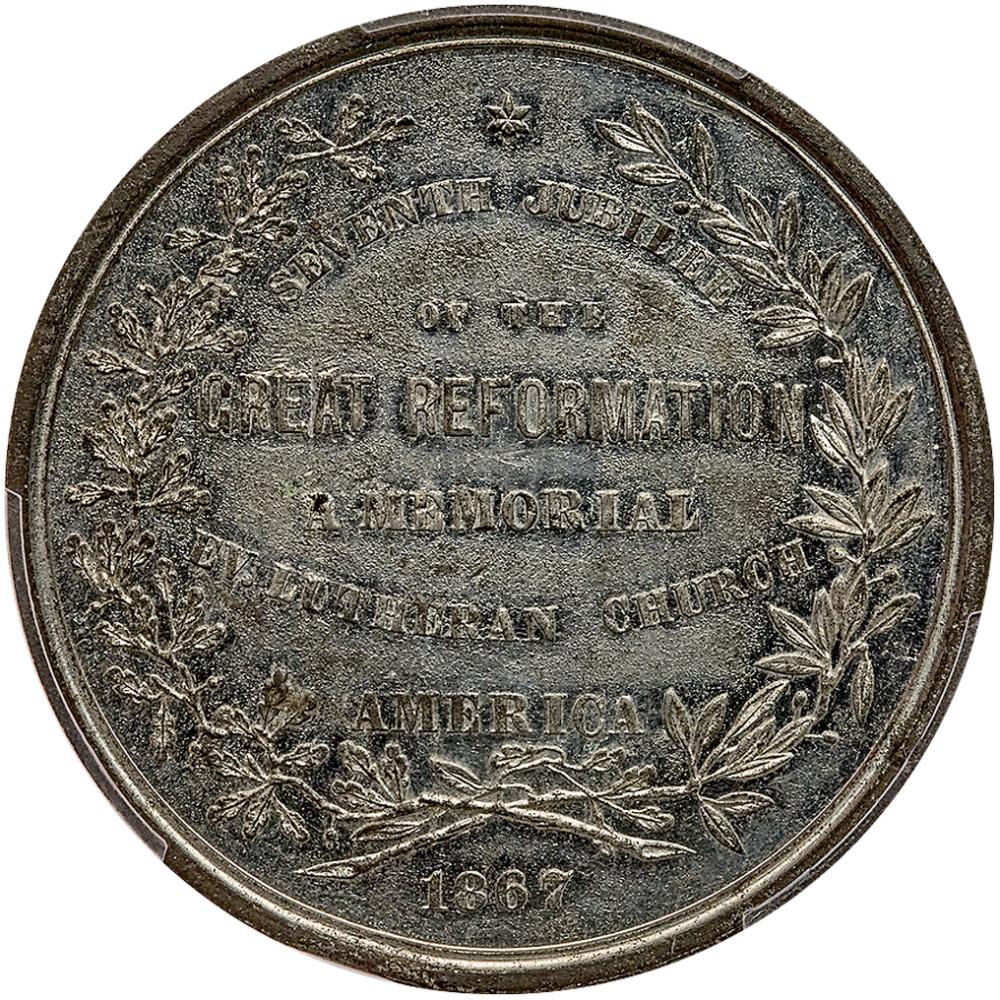 SEVENTH JUBILEE
OF THE
GREAT REFORMATION
A MEMORIAL
EV. LUTHERAN CHURCH
AMERICA
1867